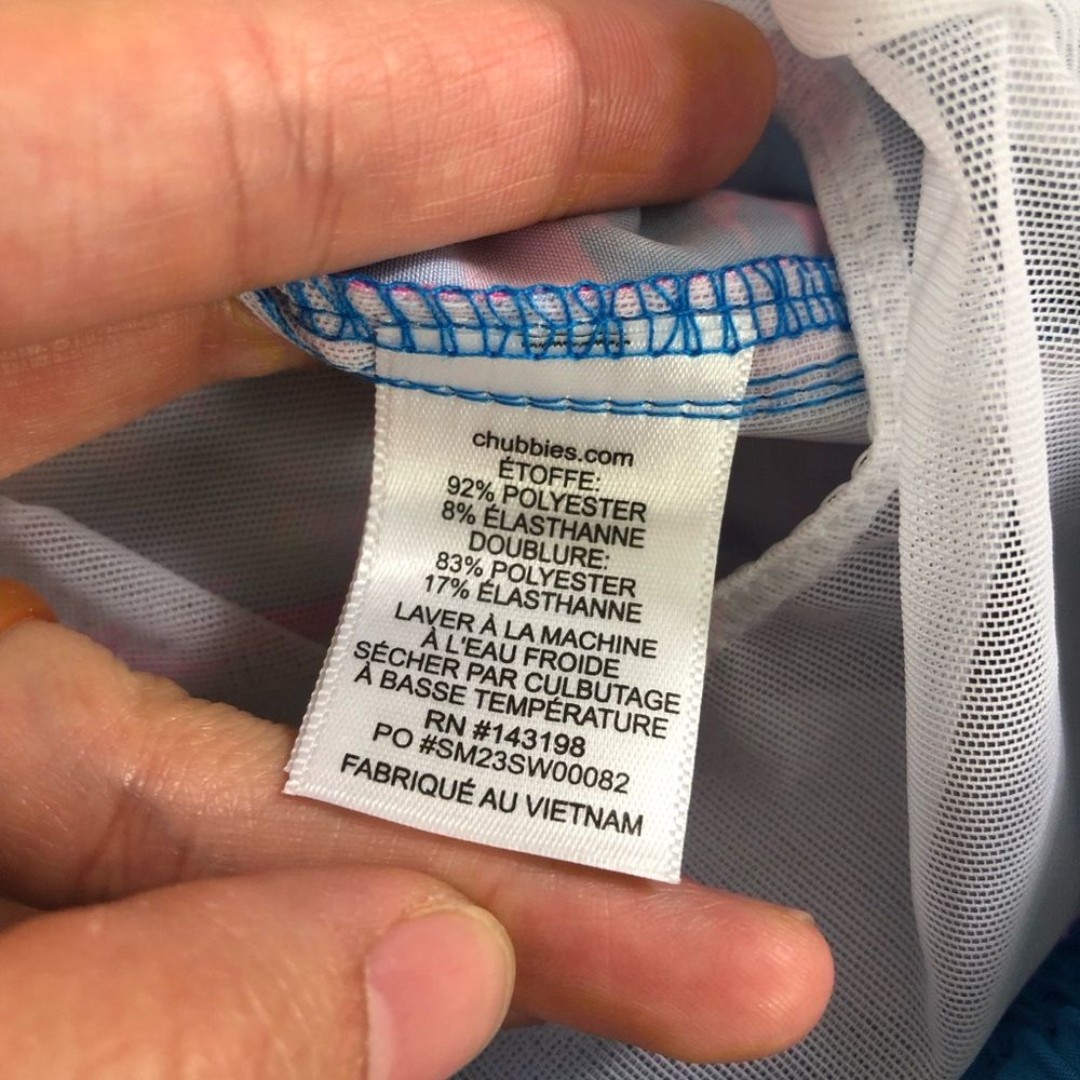 chubbies.com
ÉTOFFE:
92% POLYESTER
8% ÉLASTHANNE
DOUBLURE:
83% POLYESTER
17% ÉLASTHANNE
LAVER À LA MACHINE
À L'EAU FROIDE
SÉCHER PAR CULBUTAGE
À BASSE TEMPÉRATURE
RN #143198
PO #SM23SW00082
FABRIQUÉ AU VIETNAM